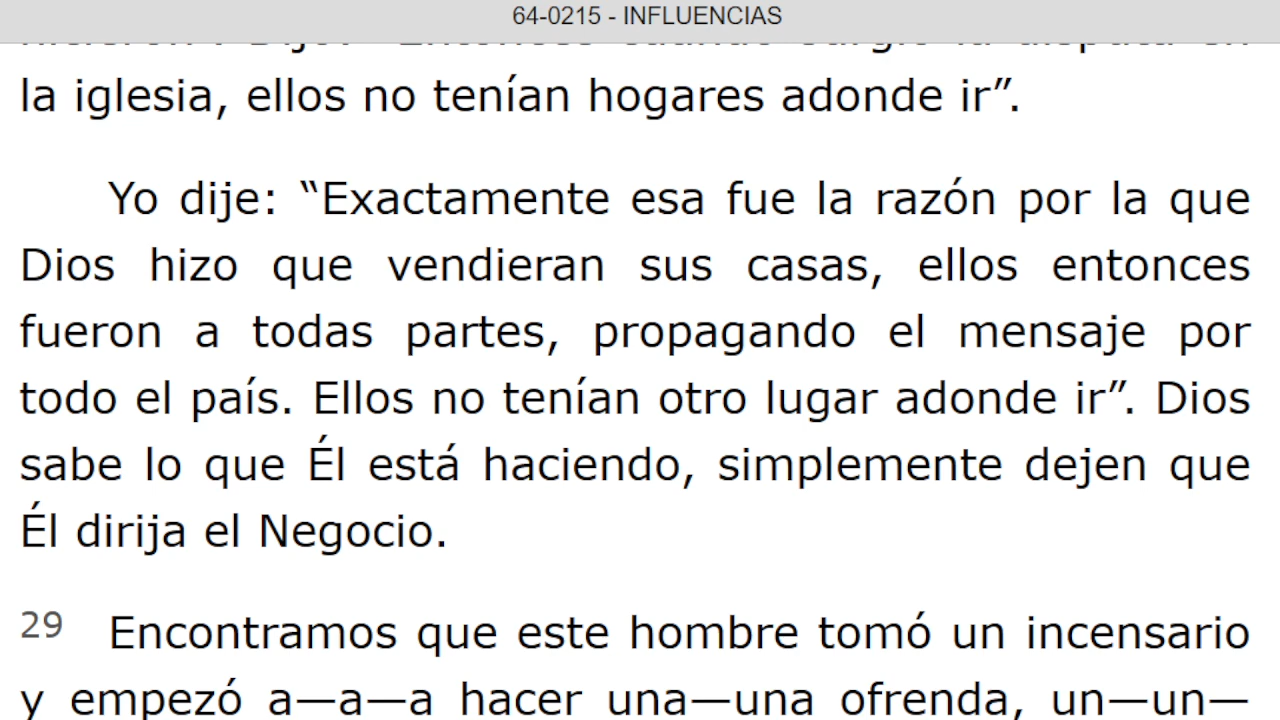 64-0215 - INFLUENCIAS
la iglesia, ellos no tenían hogares adonde ir”.
Yo dije: “Exactamente esa fue la razón por la que
Dios hizo que vendieran sus casas, ellos entonces
fueron a todas partes, propagando el mensaje por
todo el país. Ellos no tenían otro lugar adonde ir”. Dios
sabe lo que Él está haciendo, simplemente dejen que
Él dirija el Negocio.
29 Encontramos que este hombre tomó un incensario
y empezó a—a—a hacer una—una ofrenda, un—un—